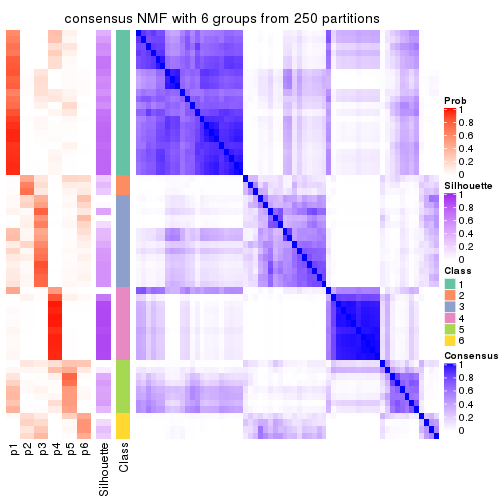 consensus NMF with 6 groups from 250 partitions
Prob
1
0.8
0.6
0.4
0.2
0
Silhouette
1
0.8
0.6
0.4
0.2
0
Class
1
2
3
4
5
6
Consensus
1
0.8
0.6
0.4
0.2
0
p1
p2
p3
p4
p5
p6
Silhouette
Class